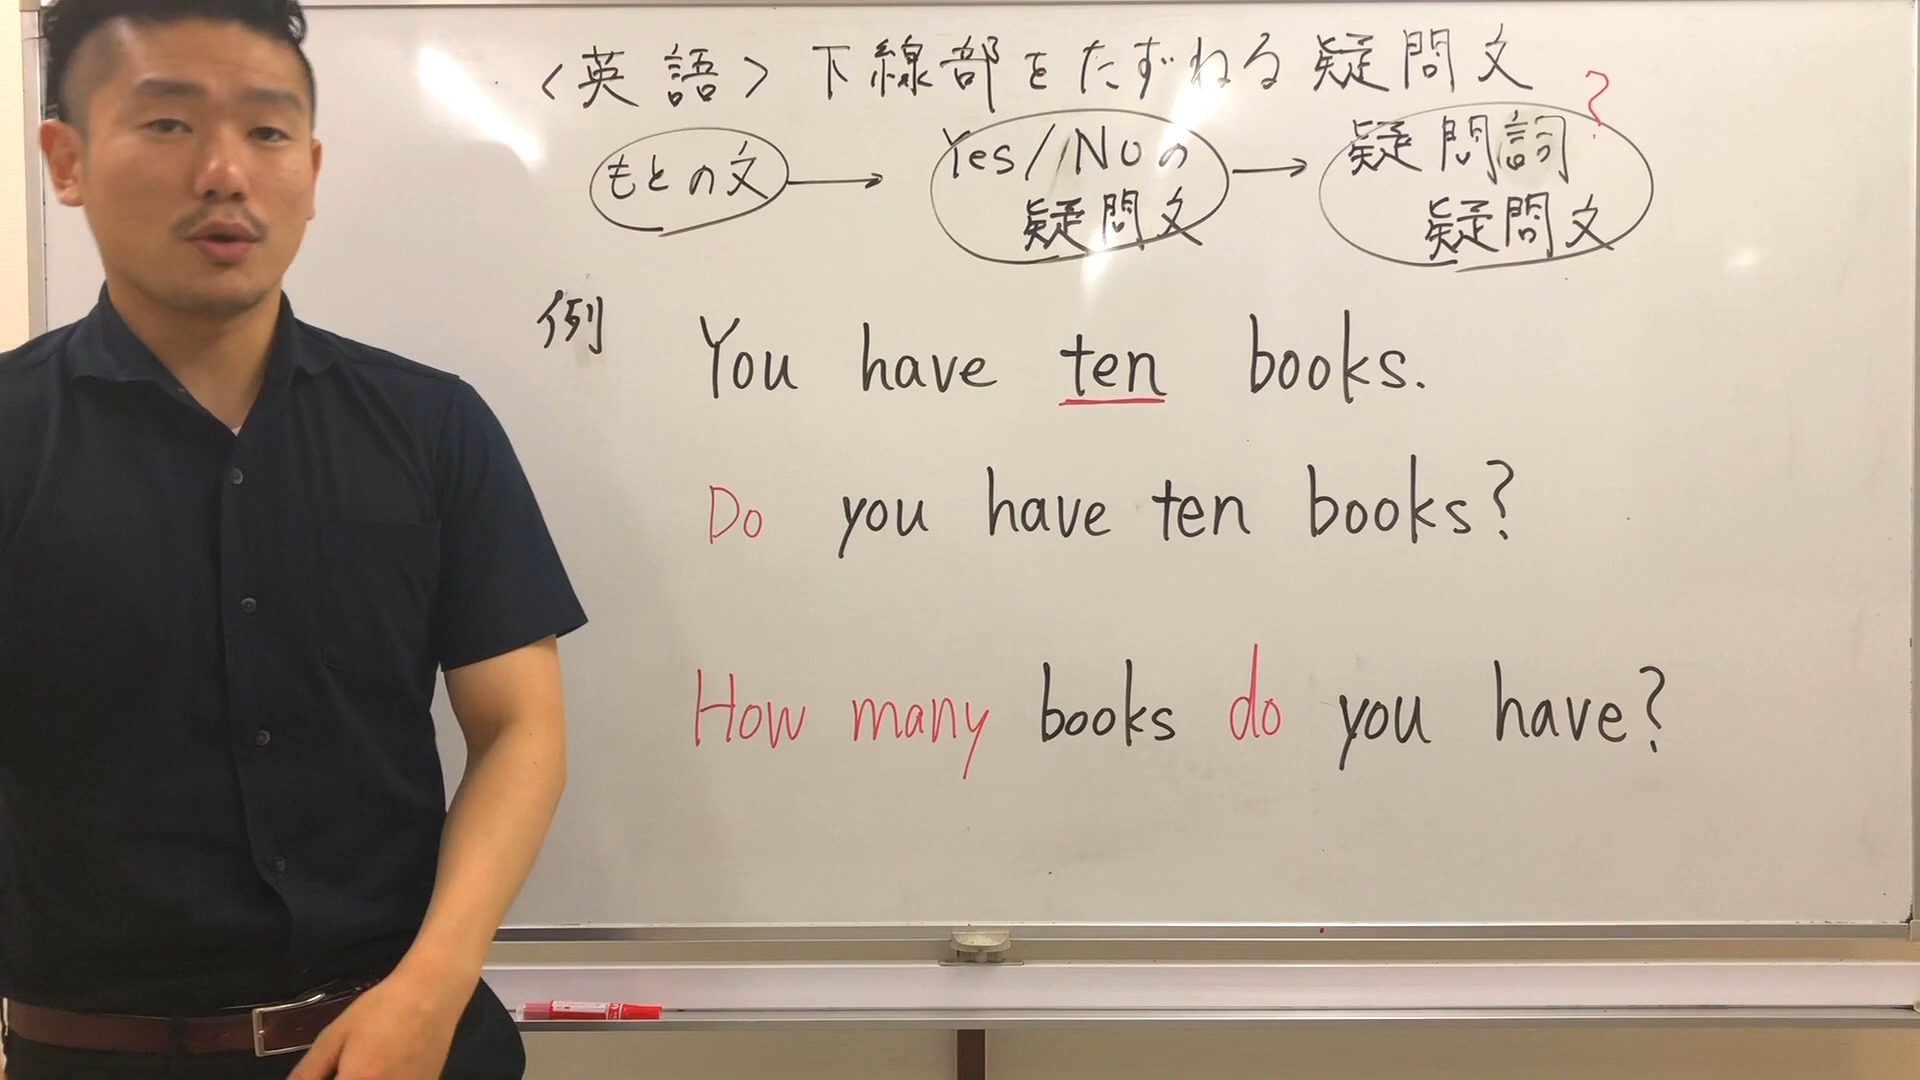 <英語> 下線部をたずねる疑問文
もとの文 → Yes/Noの疑問文 → 疑問詞?疑問文
例 You have ten books.
Do you have ten books?
How many books do you have?